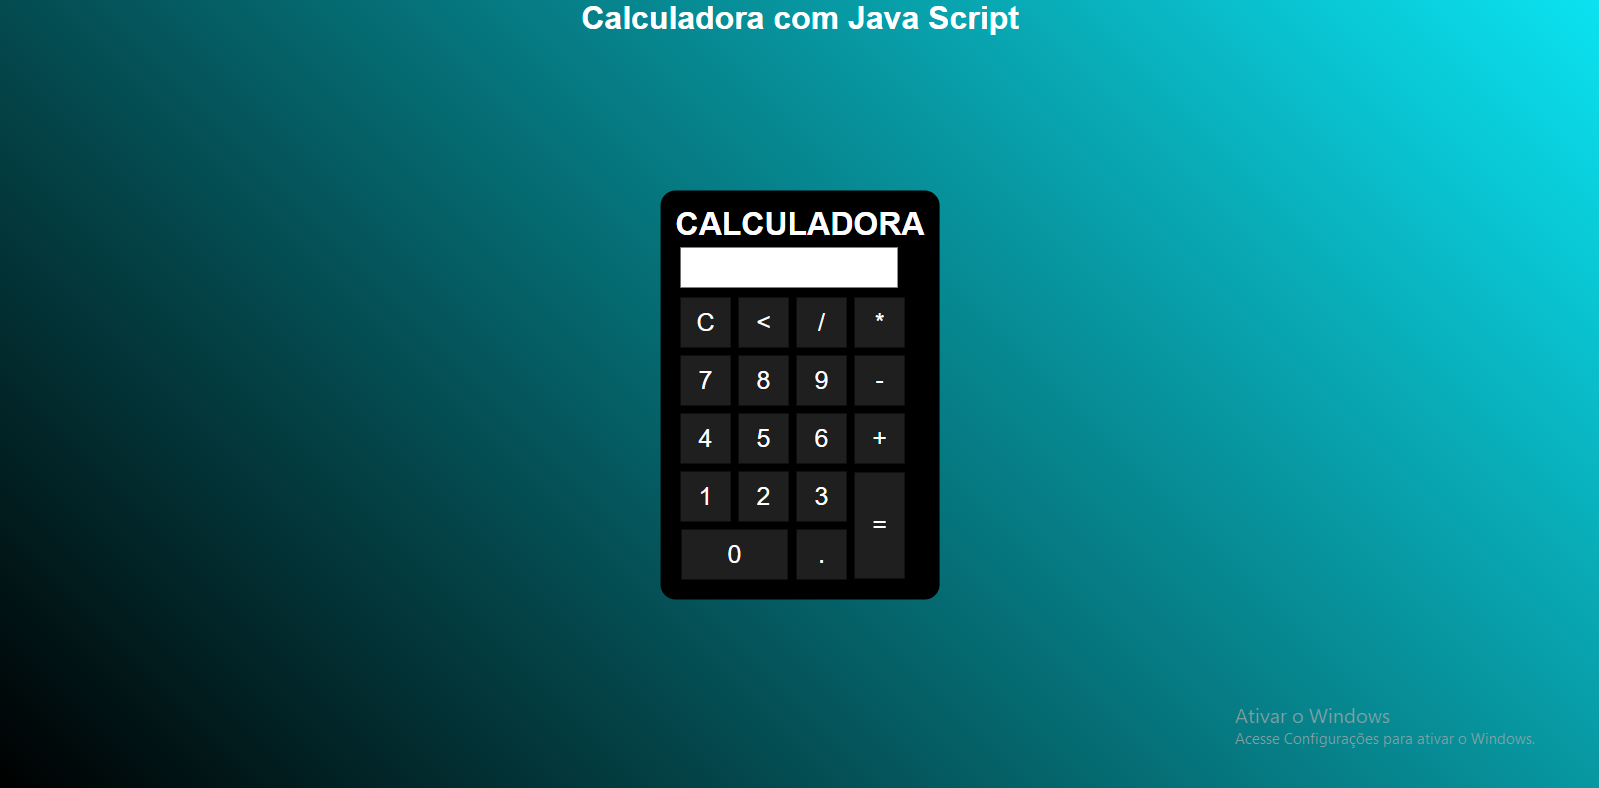 Calculadora com Java Script
CALCULADORA
C < / *
7 8 9 -
4 5 6 +
1 2 3
=
0 .
Ativar o Windows
Acesse Configurações para ativar o Windows.